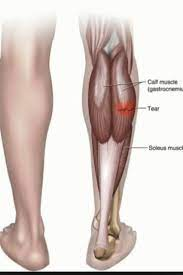 Calf muscle
(gastrocnemiu
Tear
Soleus muscl